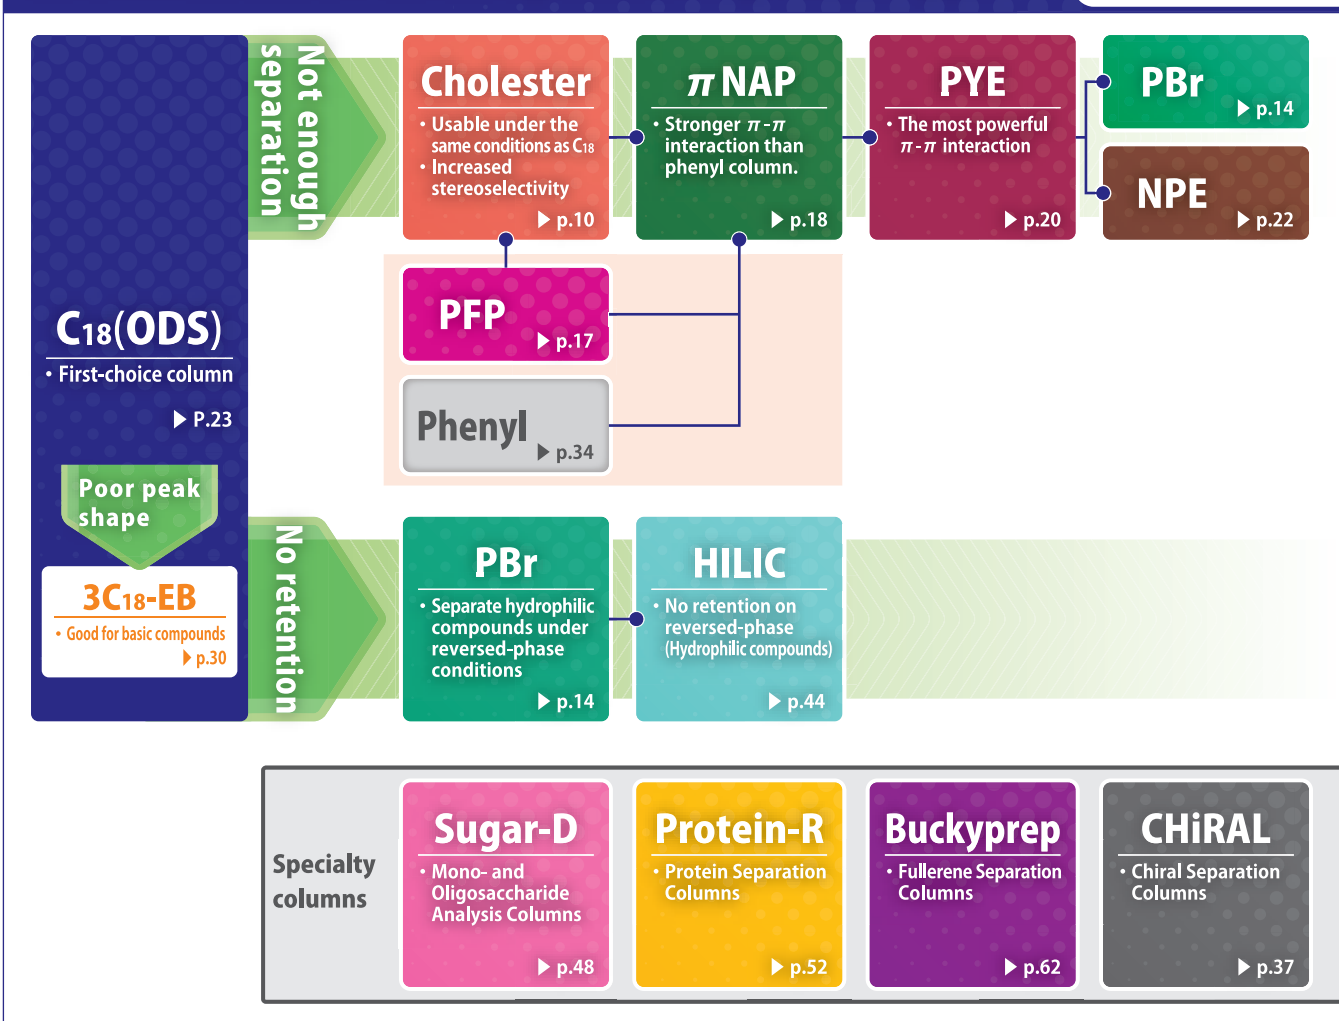 C18(ODS)
• First-choice column
▶ P.23
Poor peak
shape
3C18-EB
• Good for basic compounds
▶ p.30
Not enough
separation
Cholester
• Usable under the
same conditions as C18
• Increased
stereoselectivity
▶ p.10
π NAP
• Stronger π-π
interaction than
phenyl column.
▶ p.18
PYE
• The most powerful
π-π interaction
▶ p.20
PBr
▶ p.14
NPE
▶ p.22
PFP
▶ p.17
Phenyl
▶ p.34
No retention
PBr
• Separate hydrophilic
compounds under
reversed-phase
conditions
▶ p.14
HILIC
• No retention on
reversed-phase
(Hydrophilic compounds)
▶ p.44
Specialty
columns
Sugar-D
• Mono- and
Oligosaccharide
Analysis Columns
▶ p.48
Protein-R
• Protein Separation
Columns
▶ p.52
Buckyprep
• Fullerene Separation
Columns
▶ p.62
CHiRAL
• Chiral Separation
Columns
▶ p.37